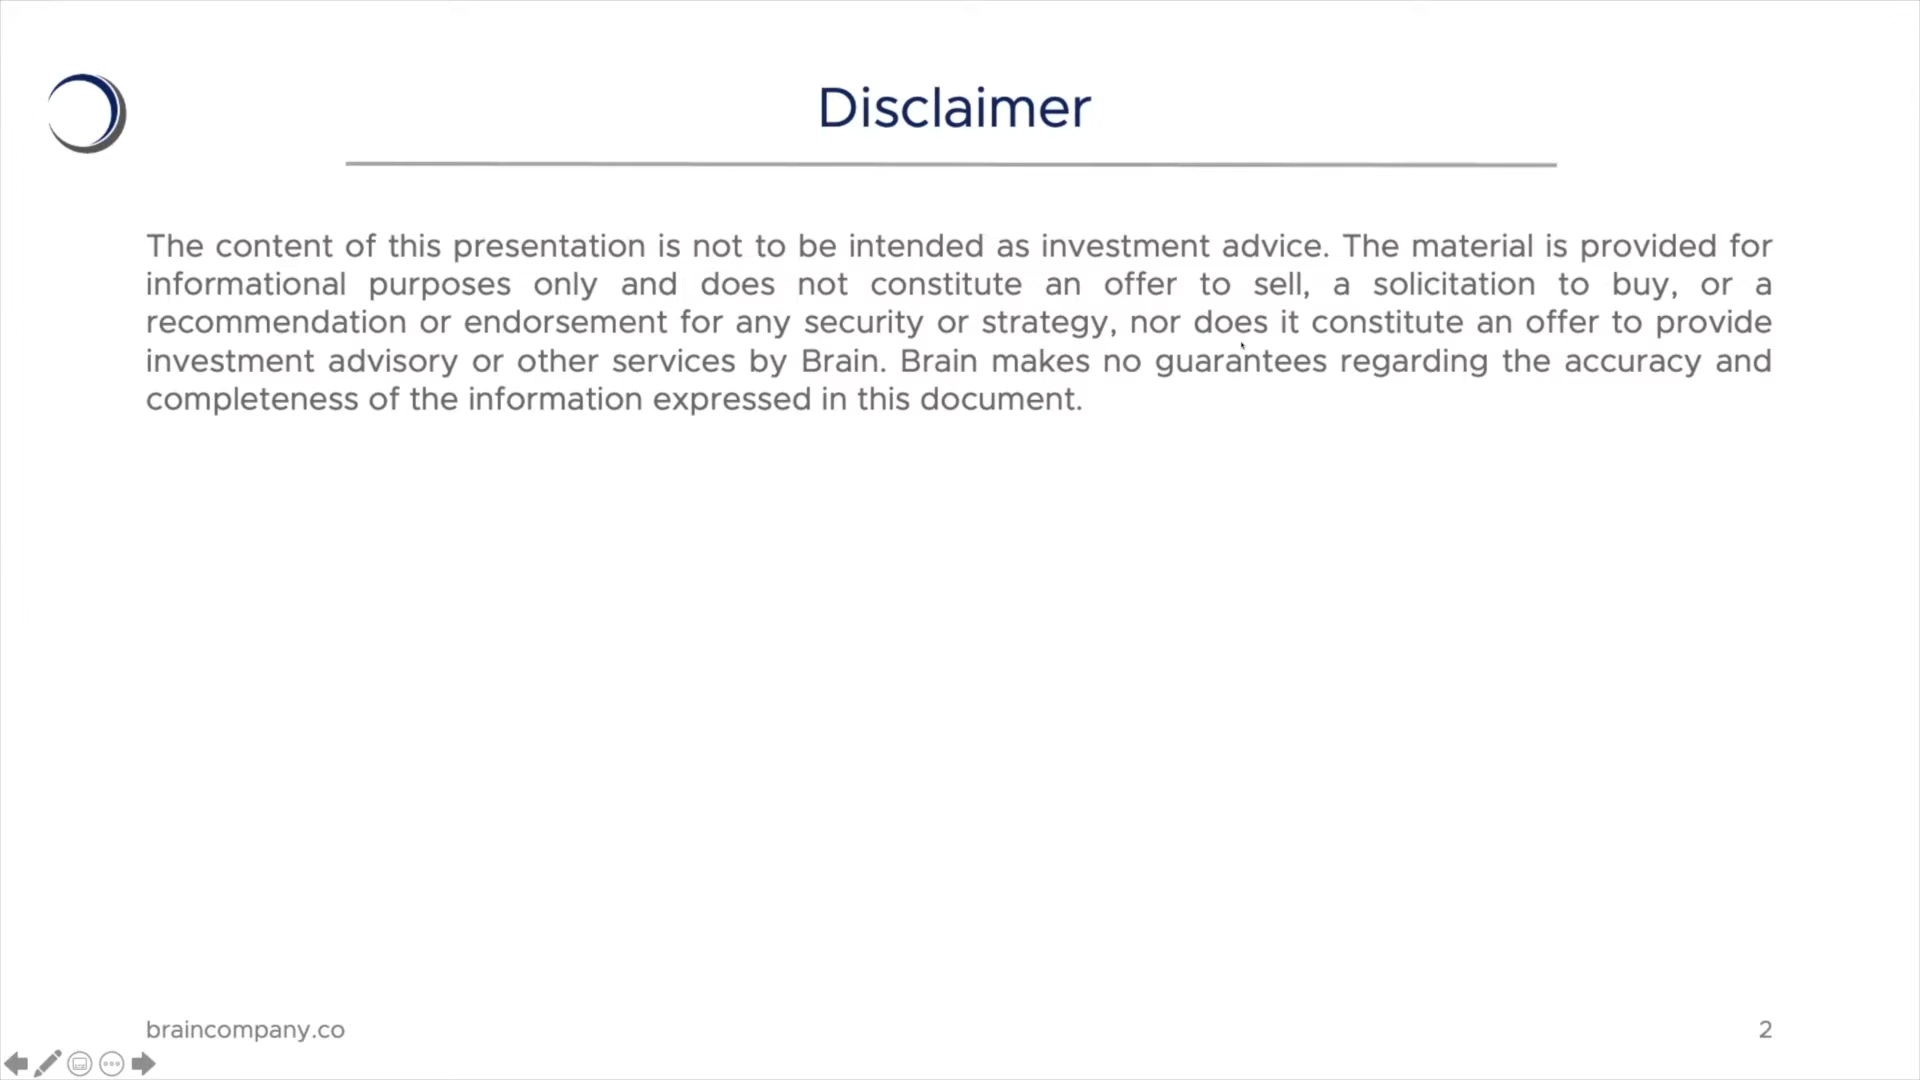 Disclaimer
The content of this presentation is not to be intended as investment advice. The material is provided for
informational purposes only and does not constitute an offer to sell, a solicitation to buy, or a
recommendation or endorsement for any security or strategy, nor does it constitute an offer to provide
investment advisory or other services by Brain. Brain makes no guarantees regarding the accuracy and
completeness of the information expressed in this document.
braincompany.co
2